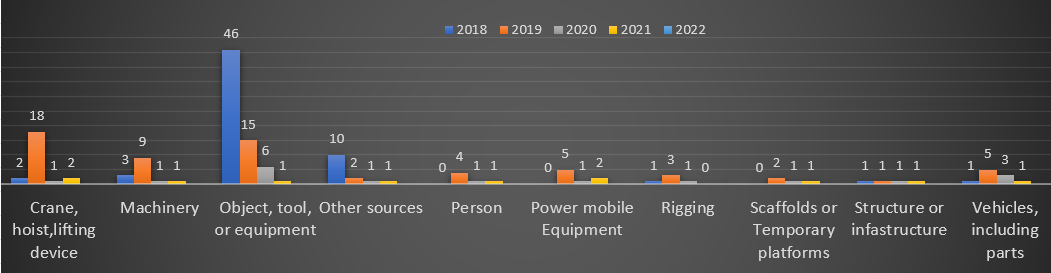 2018 2019 2020 2021 2022
46
18
15
10
9
6
2 1 2
3 1 1
1
2 1 1
0 4 1 1
0 5 1 2
1 3 1 0
0 2 1 1
1 1 1 1
1 5 3 1
Crane,
hoist,lifting
device
Machinery
Object, tool,
or equipment
Other sources
Person
Power mobile
Equipment
Rigging
Scaffolds or
Temporary
platforms
Structure or
infastructure
Vehicles,
including
parts